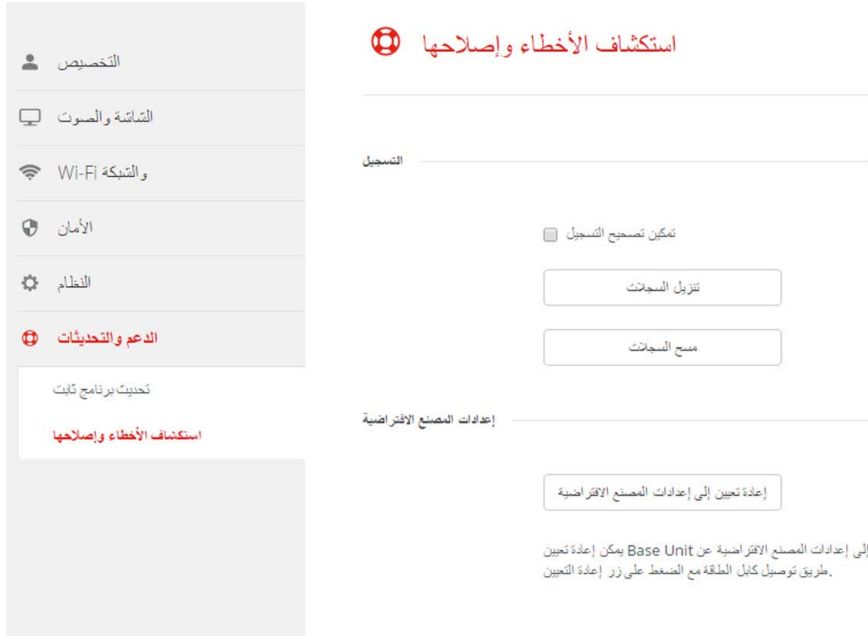 التخصيص
الشاشة والصوت
والشبكة Wi-Fi
الأمان
النظام
الدعم والتحديثات
تحديث برنامج ثابت
استكشاف الأخطاء وإصلاحها
استكشاف الأخطاء وإصلاحها
التسجيل
تمكين تصحيح التسجيل
تنزيل السجلات
مسح السجلات
إعدادات المصنع الافتراضية
إعادة تعيين إلى إعدادات المصنع الافتراضية
إلى إعدادات المصنع الافتراضية عن Base Unit يمكن إعادة تعيين
.طريق توصيل كابل الطاقة مع الضغط على زر إعادة التعيين